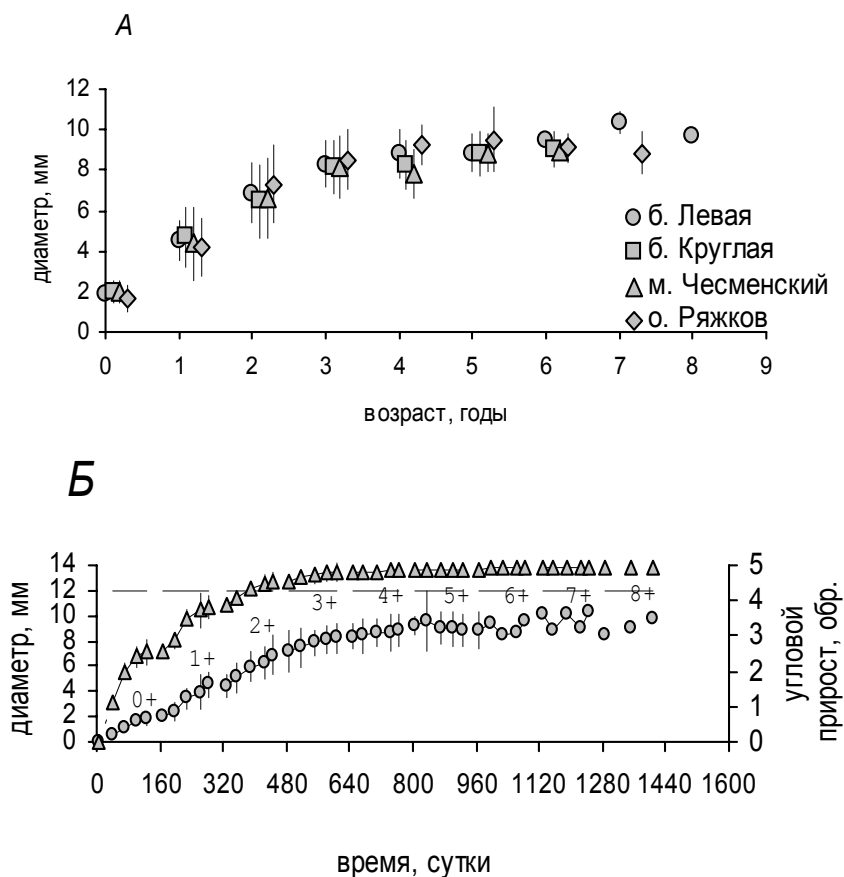 А
12
10
8
6
4
2
0
диаметр, мм
0 1 2 3 4 5 6 7 8 9
возраст, годы
б. Левая
б. Круглая
м. Чесменский
о. Ряжков
Б
14
12
10
8
6
4
2
0
диаметр, мм
0+ 1+ 2+ 3+ 4+ 5+ 6+ 7+ 8+
5
4
3
2
1
0
угловой
прирост, обр.
0 160 320 480 640 800 960 1120 1280 1440 1600
время, сутки